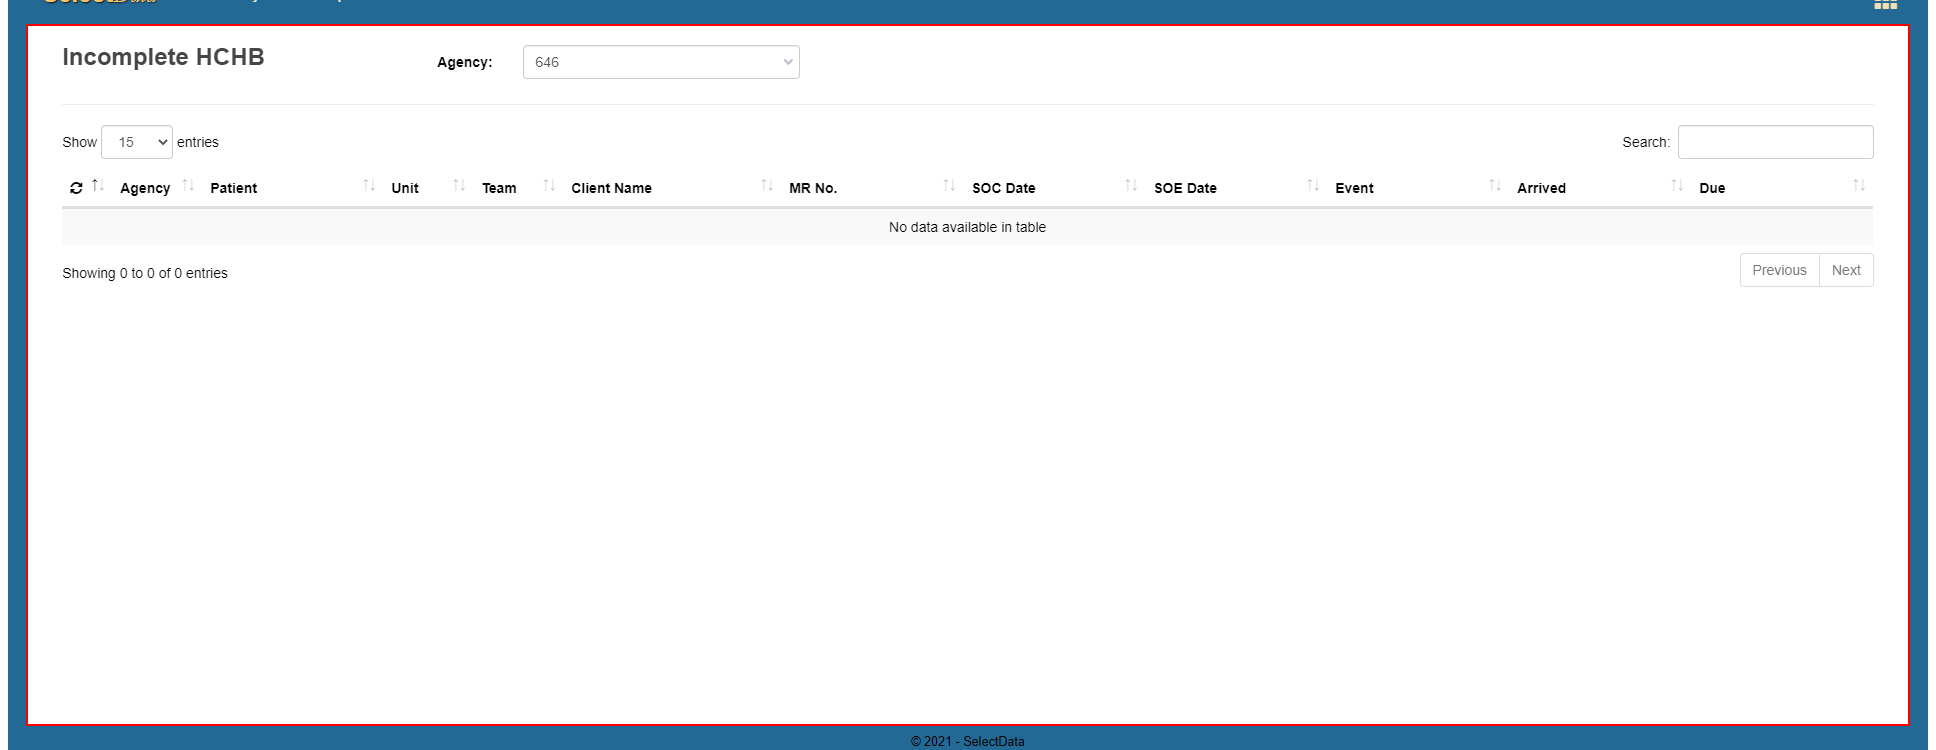 Incomplete HCHB
Agency: 646
Show 15 entries
Search:
Agency Patient Unit Team Client Name MR No. SOC Date SOE Date Event Arrived Due
No data available in table
Showing 0 to 0 of 0 entries
Previous Next
© 2021 - SelectData